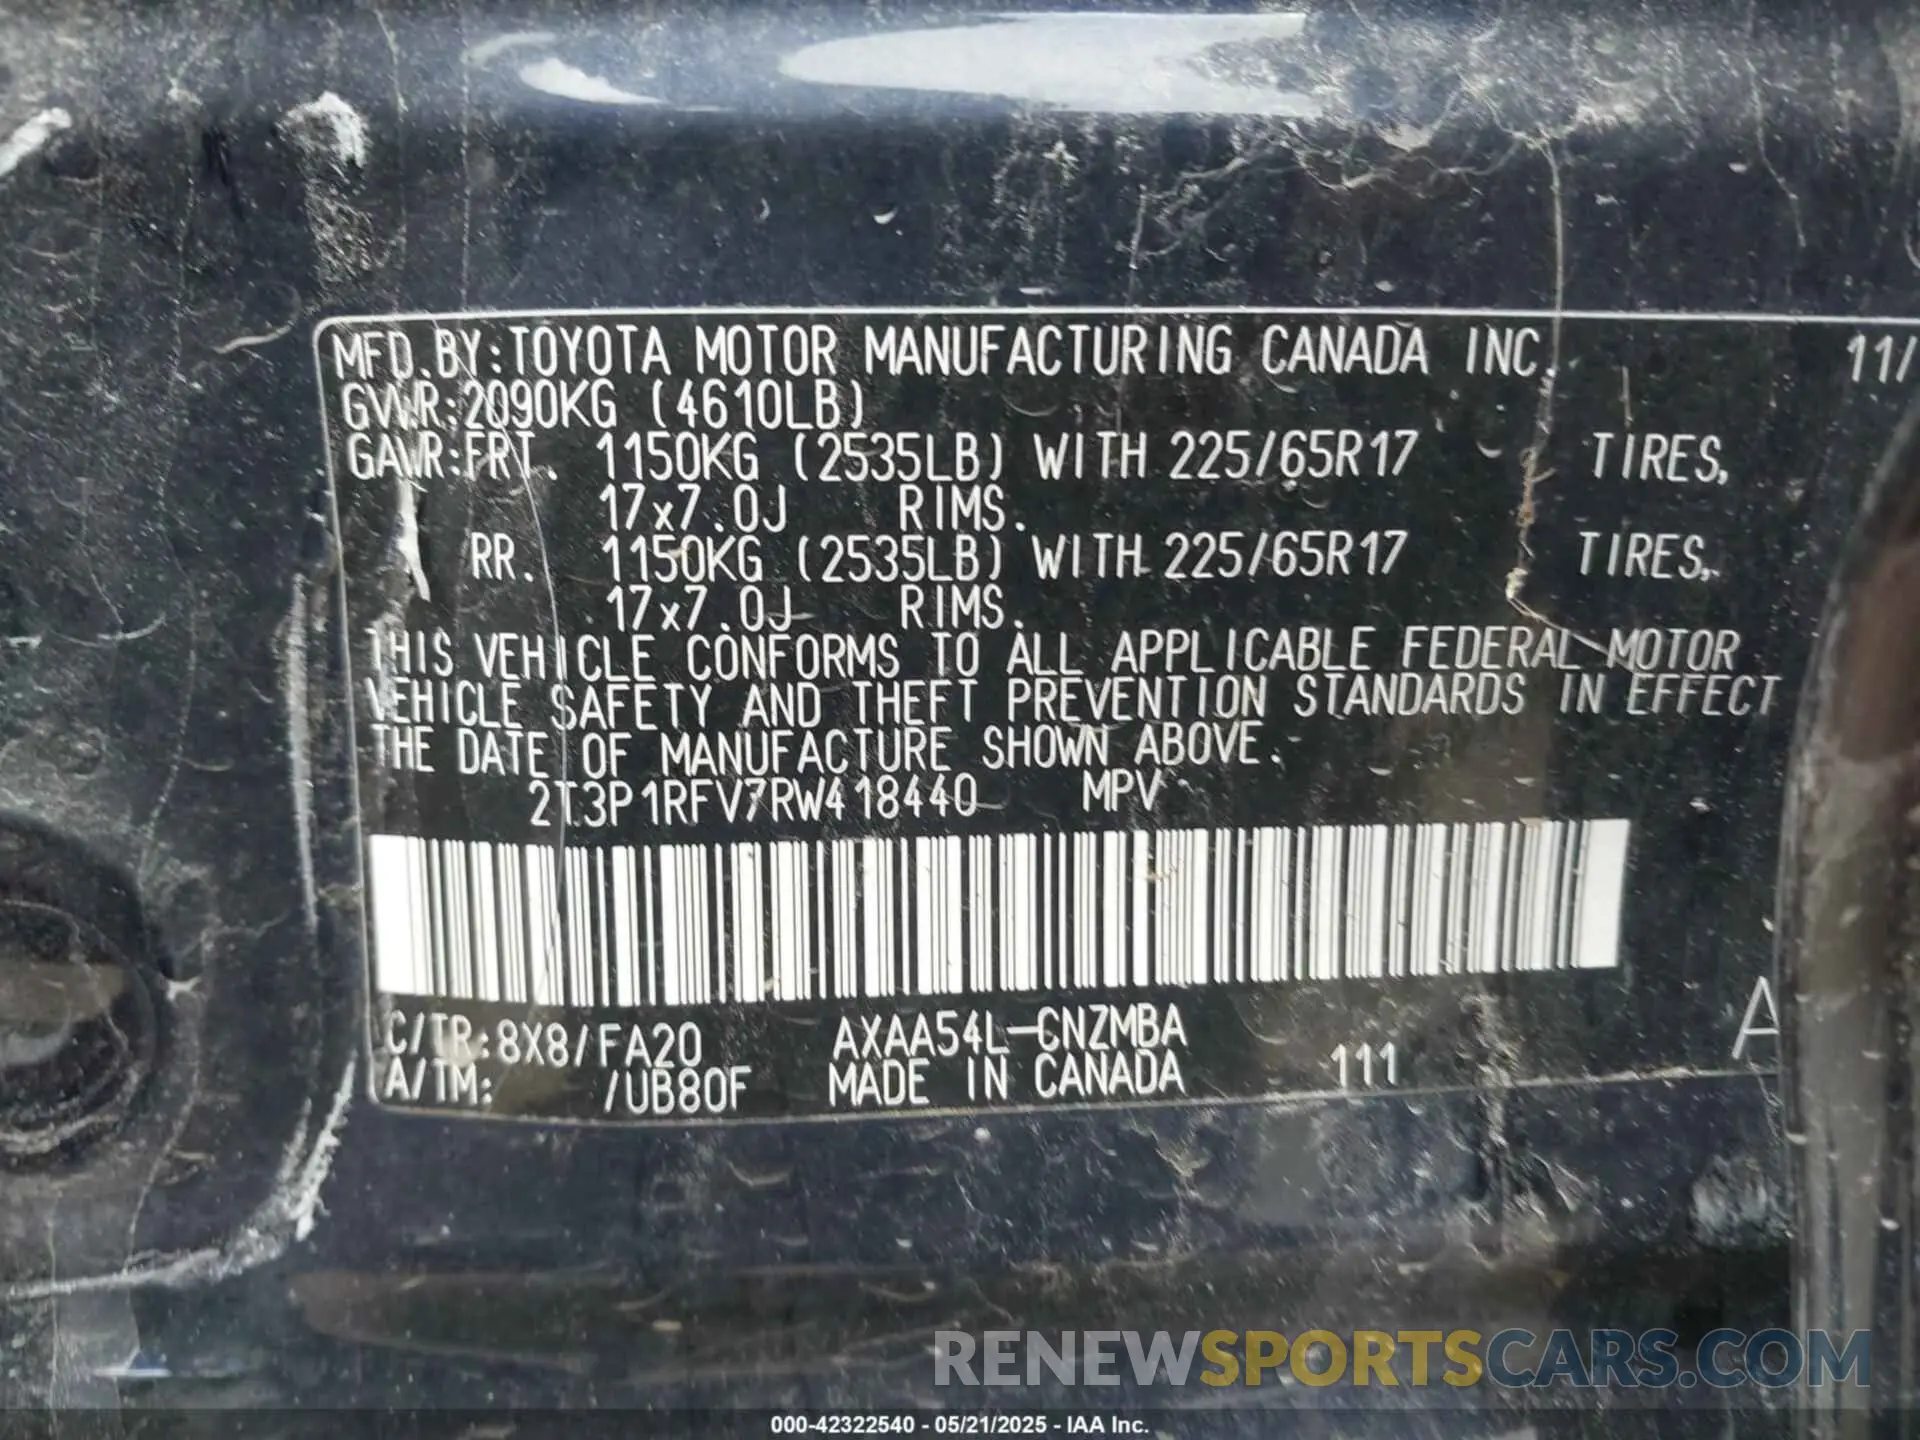 MFD.BY:TOYOTA MOTOR MANUFACTURING CANADA INC. 11/
GVWR:2090KG (4610LB)
GAWR:FRT. 1150KG (2535LB) WITH 225/65R17 TIRES,
17x7.0J RIMS.
RR. 1150KG (2535LB) WITH 225/65R17 TIRES,
17x7.0J RIMS.
THIS VEHICLE CONFORMS TO ALL APPLICABLE FEDERAL MOTOR
VEHICLE SAFETY AND THEFT PREVENTION STANDARDS IN EFFECT
THE DATE OF MANUFACTURE SHOWN ABOVE.
2T3P1RFV7RW418440 MPV
C/TR:8X8/FA20 AXAA54L-CNZMBA A
A/TM: /UB80F MADE IN CANADA 111
RENEWSPORTSCARS.COM
000-42322540 - 05/21/2025 - IAA Inc.